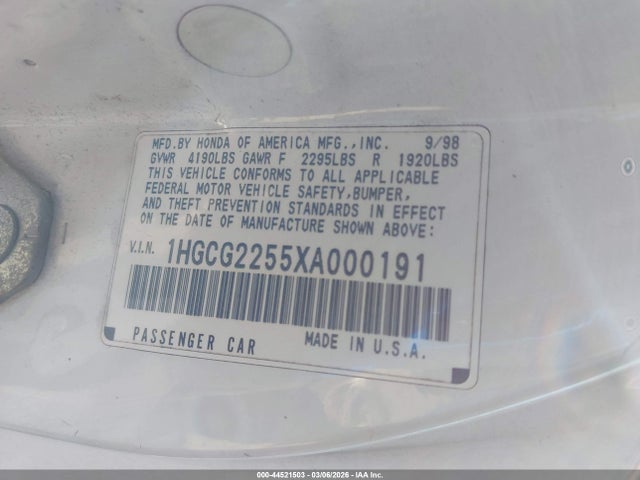 MFD.BY HONDA OF AMERICA MFG.,INC. 9/98
GVWR 4190LBS GAWR F 2295LBS R 1920LBS
THIS VEHICLE CONFORMS TO ALL APPLICABLE
FEDERAL MOTOR VEHICLE SAFETY,BUMPER,
AND THEFT PREVENTION STANDARDS IN EFFECT
ON THE DATE OF MANUFACTURE SHOWN ABOVE:
V.I.N. 1HGCG2255XA000191
PASSENGER CAR MADE IN U.S.A.
000-44521503 - 03/06/2026 - IAA Inc.